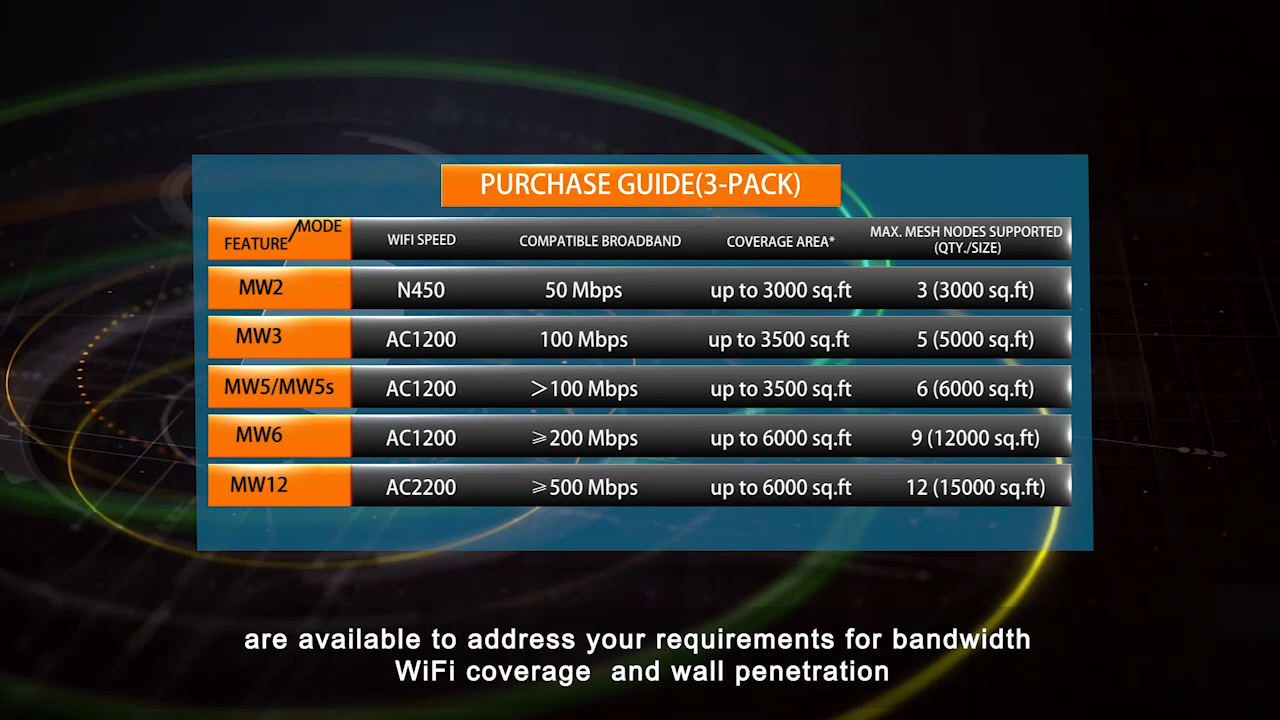 PURCHASE GUIDE(3-PACK)
FEATURE/MODE WIFI SPEED COMPATIBLE BROADBAND COVERAGE AREA* MAX. MESH NODES SUPPORTED
(QTY./SIZE)
MW2 N450 50 Mbps up to 3000 sq.ft 3 (3000 sq.ft)
MW3 AC1200 100 Mbps up to 3500 sq.ft 5 (5000 sq.ft)
MW5/MW5s AC1200 >100 Mbps up to 3500 sq.ft 6 (6000 sq.ft)
MW6 AC1200 ⩾200 Mbps up to 6000 sq.ft 9 (12000 sq.ft)
MW12 AC2200 ⩾500 Mbps up to 6000 sq.ft 12 (15000 sq.ft)
are available to address your requirements for bandwidth
WiFi coverage and wall penetration